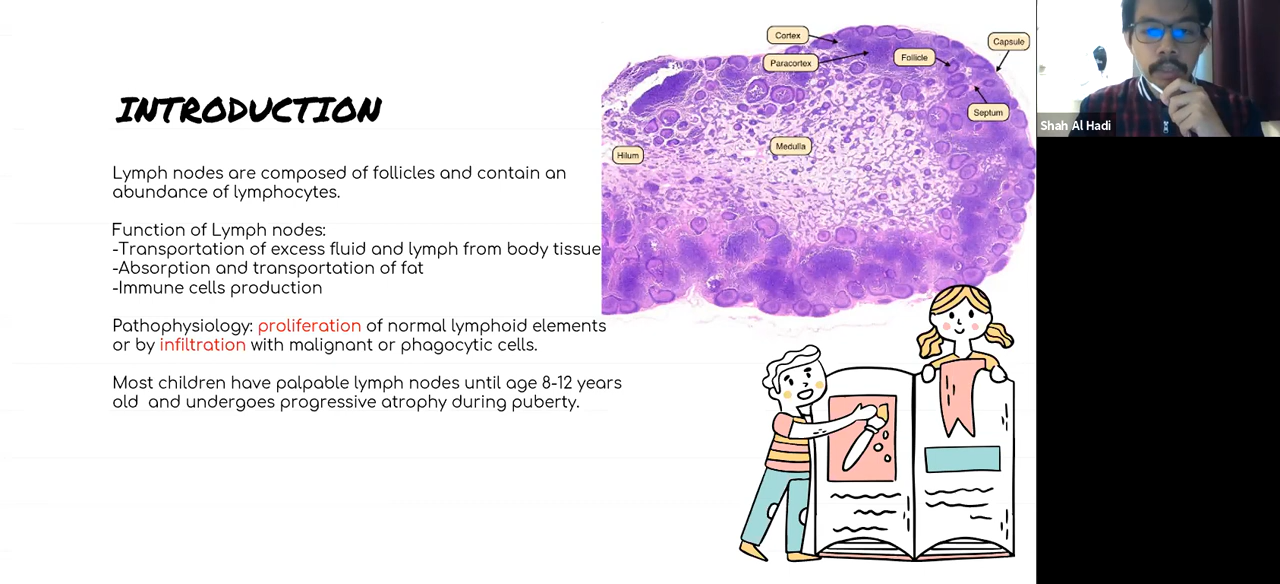 INTRODUCTION
Lymph nodes are composed of follicles and contain an
abundance of lymphocytes.
Function of Lymph nodes:
-Transportation of excess fluid and lymph from body tissue
-Absorption and transportation of fat
-Immune cells production
Pathophysiology: proliferation of normal lymphoid elements
or by infiltration with malignant or phagocytic cells.
Most children have palpable lymph nodes until age 8-12 years
old and undergoes progressive atrophy during puberty.
Cortex
Capsule
Paracortex
Follicle
Septum
Medulla
Hilum
Shah Al Hadi